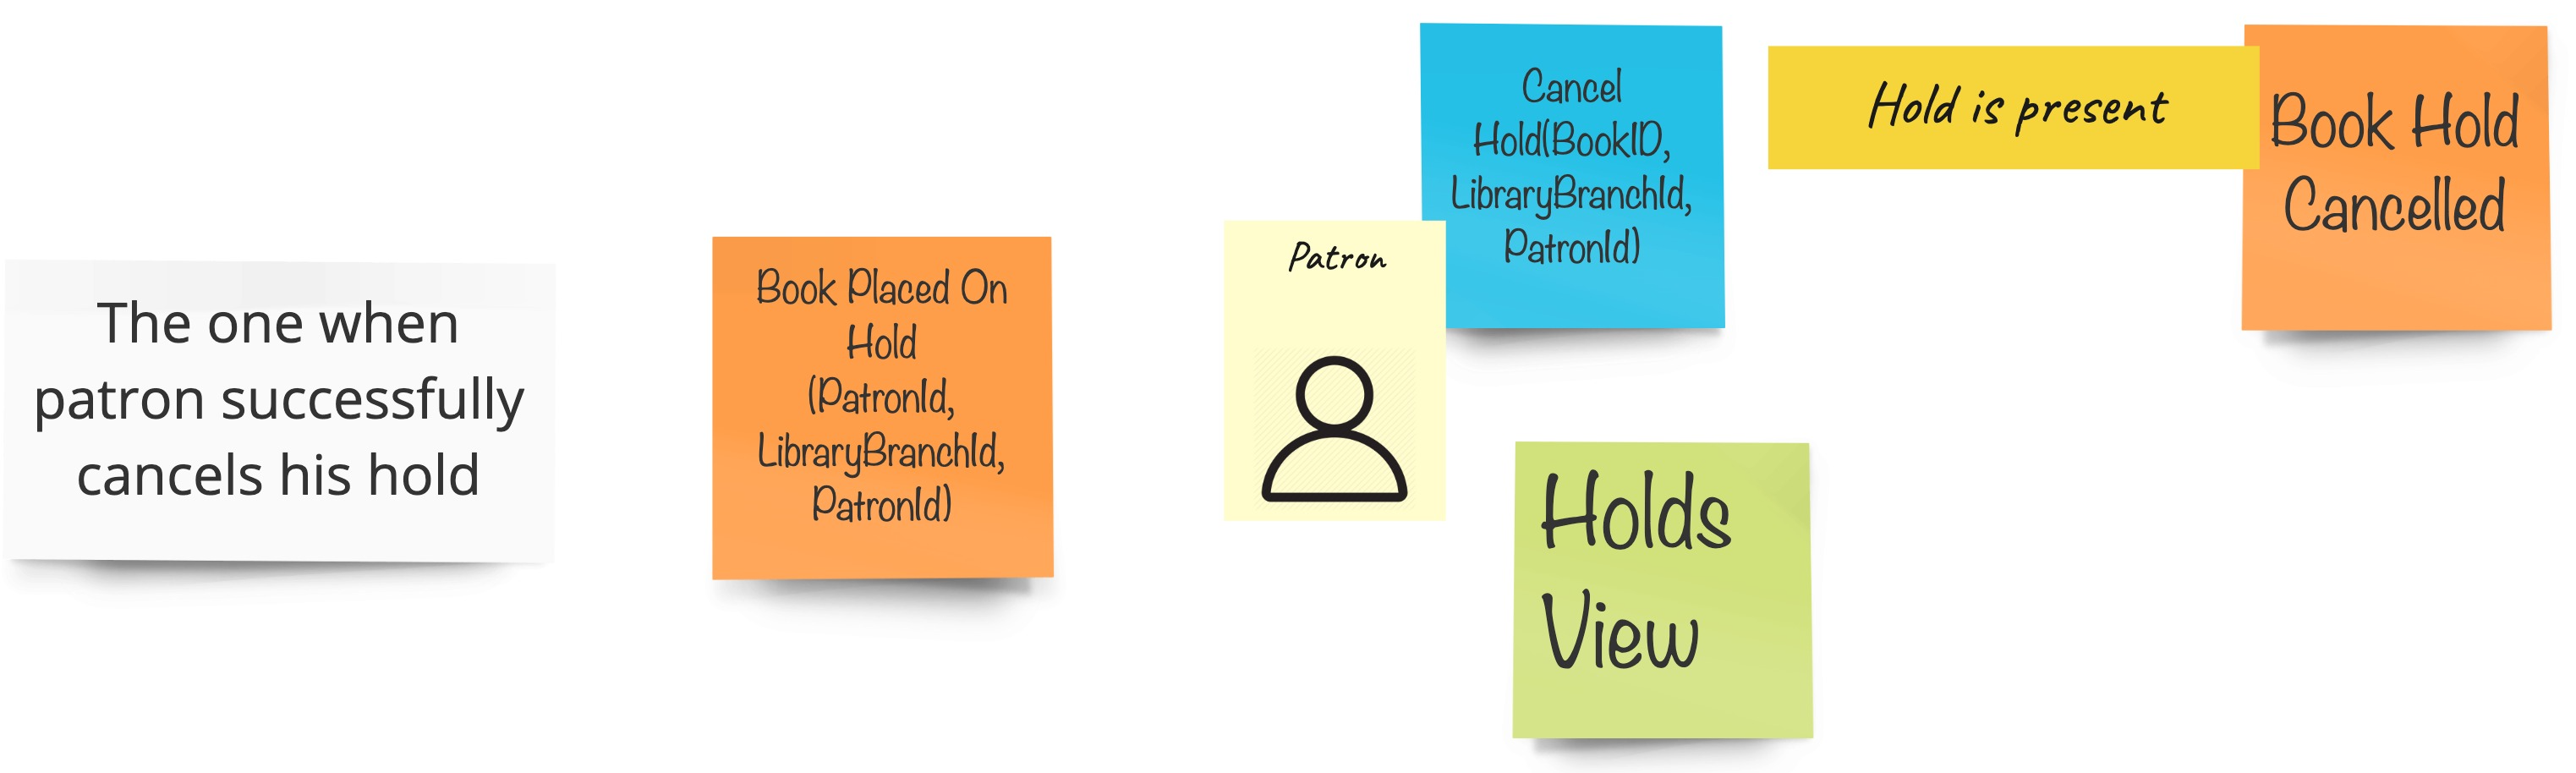 The one when
patron successfully
cancels his hold
Book Placed On
Hold
(PatronId,
LibraryBranchId,
PatronId)
Patron
Cancel
Hold(BookID,
LibraryBranchId,
PatronId)
Holds
View
Hold is present
Book Hold
Cancelled